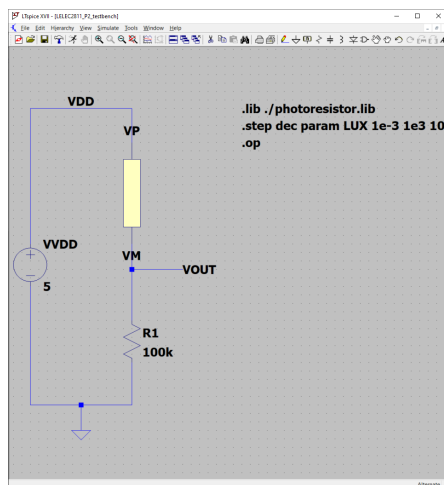 LTspice XVII - [LELEC2811_P2_testbench]
File Edit Hierarchy View Simulate Tools Window Help
VDD
.lib ./photoresistor.lib
.step dec param LUX 1e-3 1e3 10
.op
VP
VVDD
VM
VOUT
5
R1
100k
Alternate